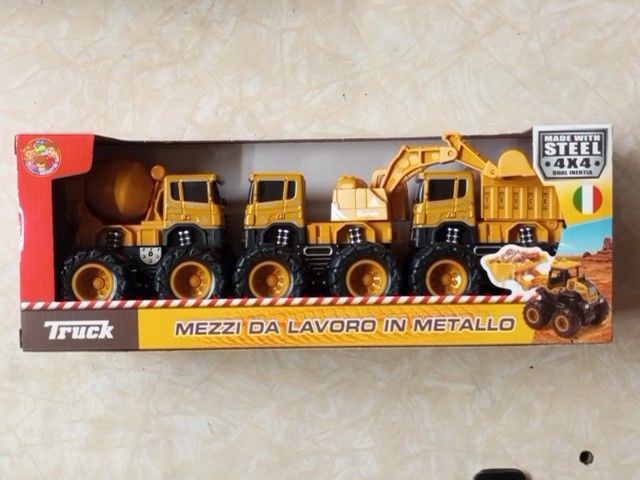 MADE WITH
STEEL
4X4
DUAL INERTIA
Truck
MEZZI DA LAVORO IN METALLO